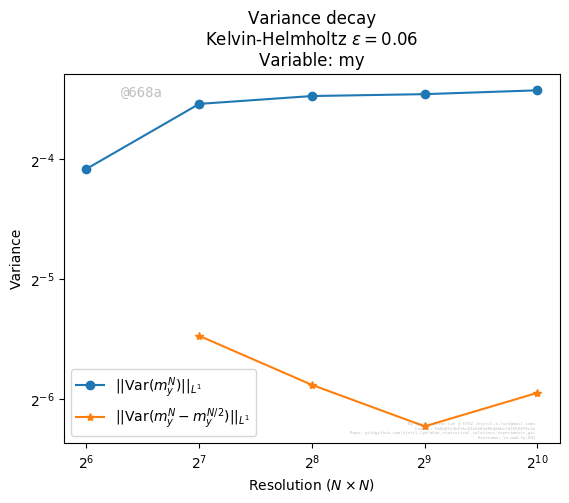 Variance decay
Kelvin-Helmholtz ε = 0.06
Variable: my
@668a
Variance
2^{-4}
2^{-5}
2^{-6}
||Var(m_y^N)||_{L^1}
||Var(m_y^N − m_y^{N/2})||_{L^1}
2^6 2^7 2^8 2^9 2^{10}
Resolution (N × N)